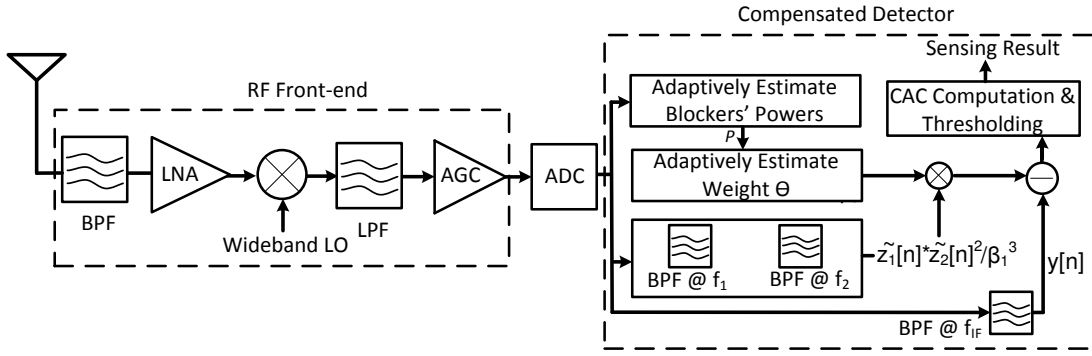 Compensated Detector
Sensing Result
RF Front-end
Adaptively Estimate
Blockers' Powers
CAC Computation &
Thresholding
P
LNA
AGC
ADC
Adaptively Estimate
Weight Θ
BPF
LPF
Wideband LO
BPF @ f₁
BPF @ f₂
z̃₁[n]*z̃₂[n]²/β₁³
y[n]
BPF @ f_IF